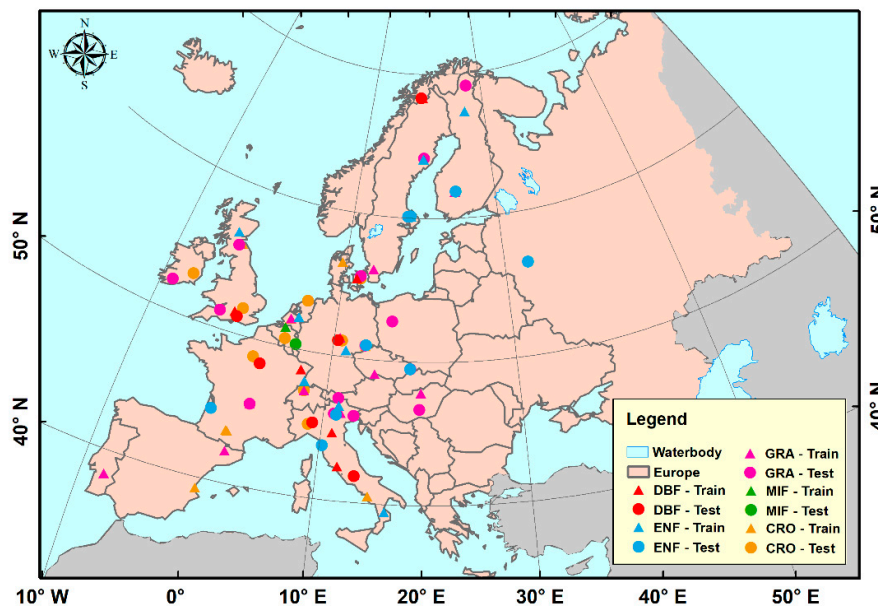 N
W E
S
50° N
50° N
40° N
40° N
Legend
Waterbody
Europe
DBF - Train
DBF - Test
ENF - Train
ENF - Test
GRA - Train
GRA - Test
MIF - Train
MIF - Test
CRO - Train
CRO - Test
10° W 0° 10° E 20° E 30° E 40° E 50° E